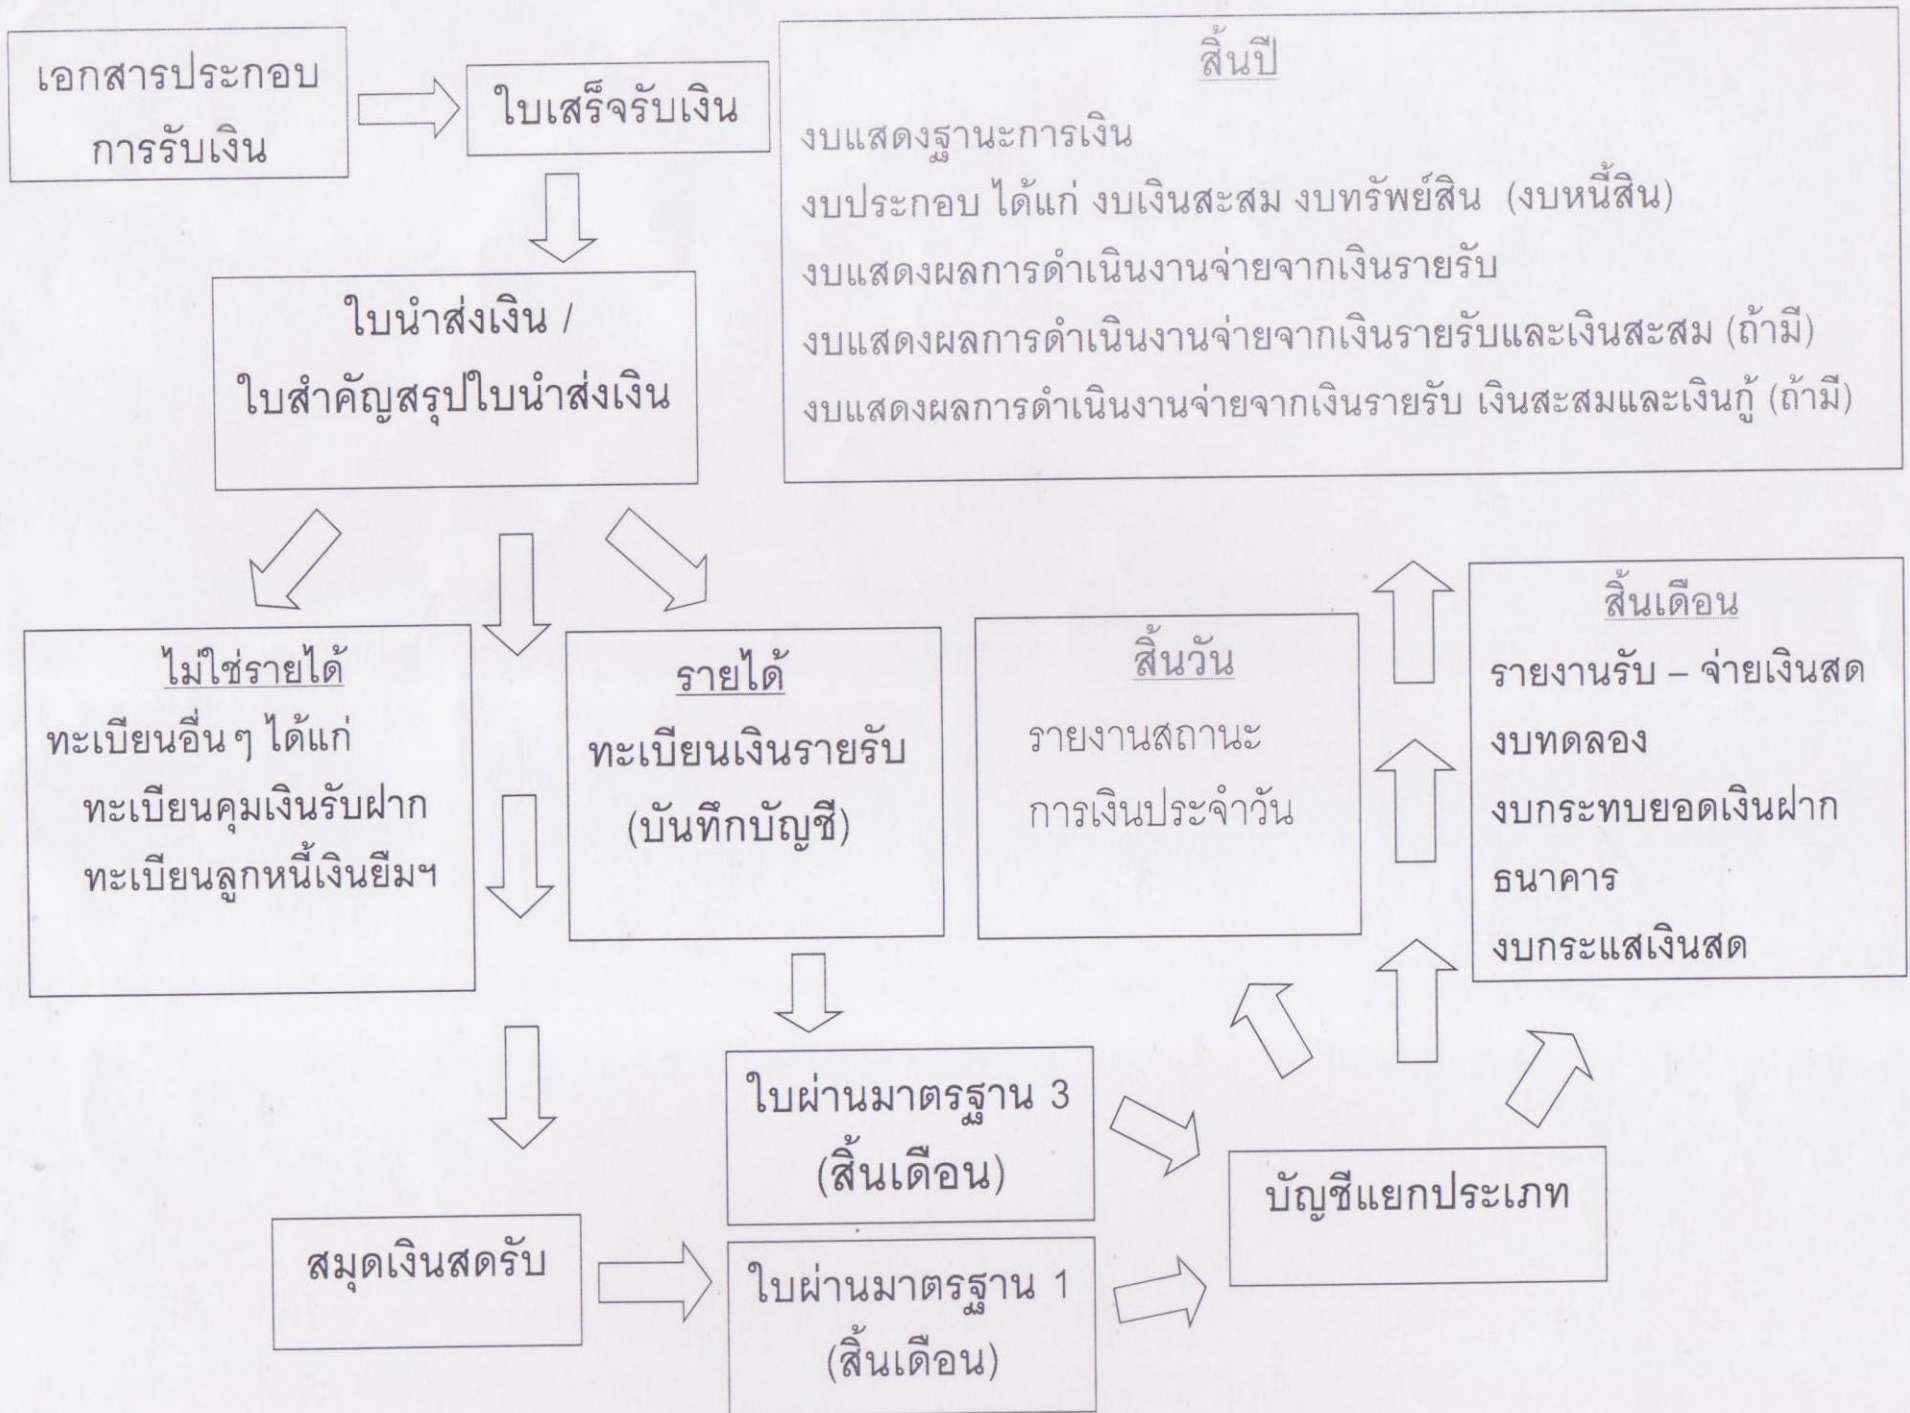 เอกสารประกอบ
การรับเงิน
ใบเสร็จรับเงิน
ใบนำส่งเงิน /
ใบสำคัญสรุปใบนำส่งเงิน
สิ้นปี
งบแสดงฐานะการเงิน
งบประกอบ ได้แก่ งบเงินสะสม งบทรัพย์สิน (งบหนี้สิน)
งบแสดงผลการดำเนินงานจ่ายจากเงินรายรับ
งบแสดงผลการดำเนินงานจ่ายจากเงินรายรับและเงินสะสม (ถ้ามี)
งบแสดงผลการดำเนินงานจ่ายจากเงินรายรับ เงินสะสมและเงินกู้ (ถ้ามี)
ไม่ใช่รายได้
ทะเบียนอื่นๆ ได้แก่
ทะเบียนคุมเงินรับฝาก
ทะเบียนลูกหนี้เงินยืมฯ
รายได้
ทะเบียนเงินรายรับ
(บันทึกบัญชี)
สิ้นวัน
รายงานสถานะ
การเงินประจำวัน
สิ้นเดือน
รายงานรับ – จ่ายเงินสด
งบทดลอง
งบกระทบยอดเงินฝาก
ธนาคาร
งบกระแสเงินสด
ใบผ่านมาตรฐาน 3
(สิ้นเดือน)
บัญชีแยกประเภท
สมุดเงินสดรับ
ใบผ่านมาตรฐาน 1
(สิ้นเดือน)